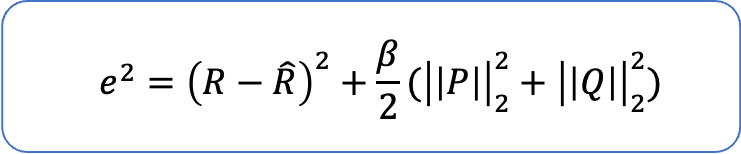 e² = (R − R̂)² + β/2 (||P||₂² + ||Q||₂²)